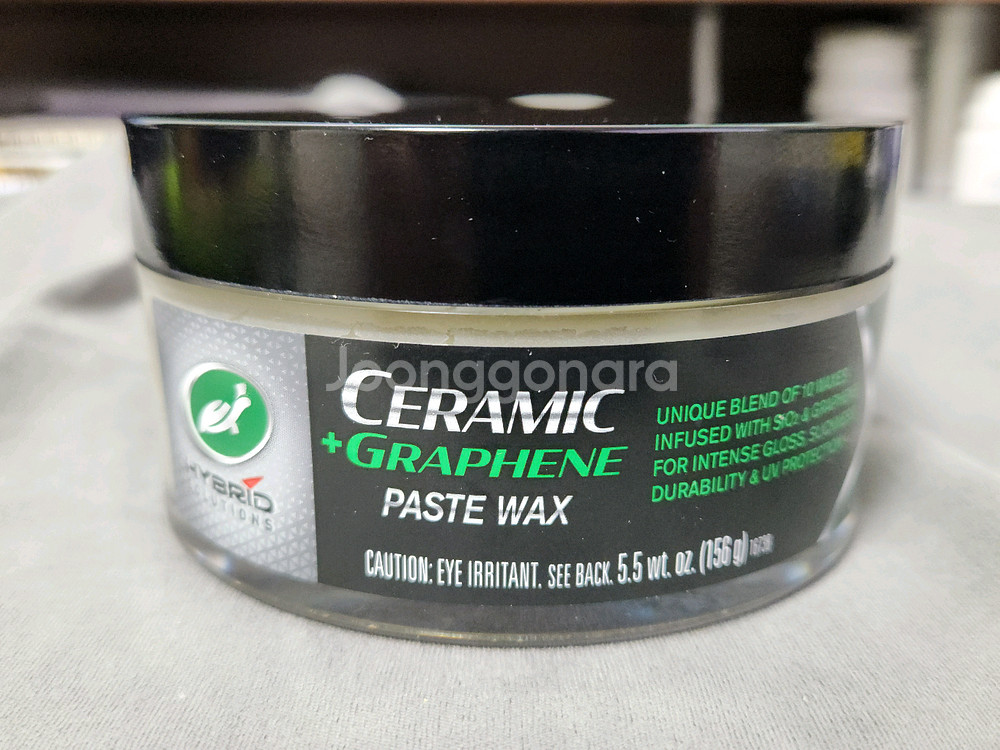 Joonggonara
CERAMIC
+GRAPHENE
PASTE WAX
UNIQUE BLEND OF 10 WAXES
INFUSED WITH SiO₂ &
FOR INTENSE GLOSS,
DURABILITY & UV PROTECTION
HYBRID
SOLUTIONS
CAUTION: EYE IRRITANT. SEE BACK. 5.5 wt. oz. (156 g)